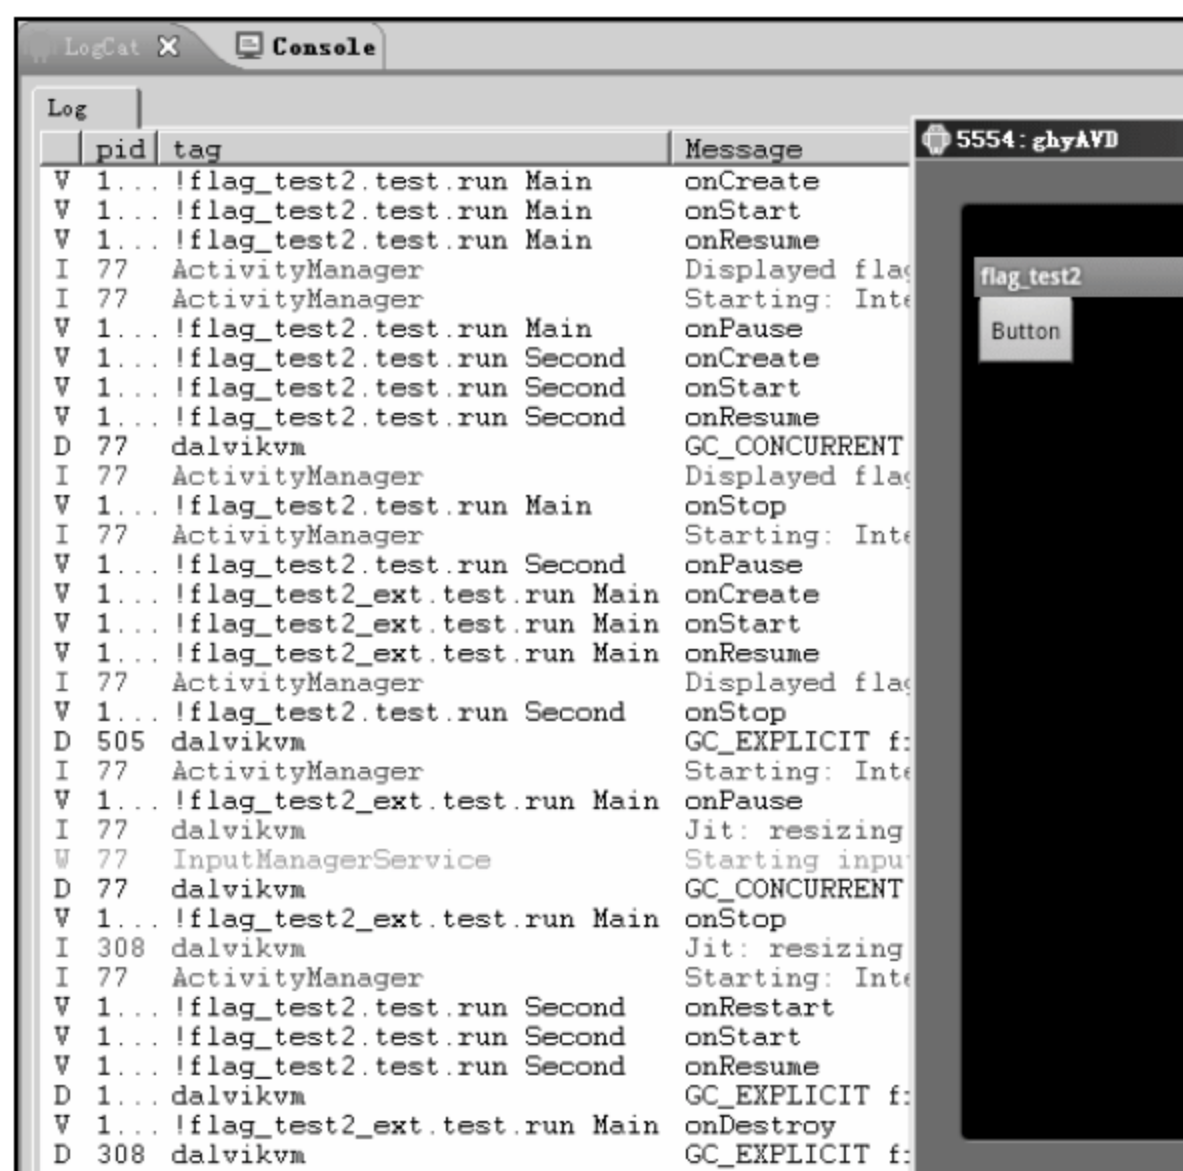 LogCat Console
Log
pid tag Message
V 1... !flag_test2.test.run Main onCreate
V 1... !flag_test2.test.run Main onStart
V 1... !flag_test2.test.run Main onResume
I 77 ActivityManager Displayed flag
I 77 ActivityManager Starting: Inte
V 1... !flag_test2.test.run Main onPause
V 1... !flag_test2.test.run Second onCreate
V 1... !flag_test2.test.run Second onStart
V 1... !flag_test2.test.run Second onResume
D 77 dalvikvm GC_CONCURRENT
I 77 ActivityManager Displayed flag
V 1... !flag_test2.test.run Main onStop
I 77 ActivityManager Starting: Inte
V 1... !flag_test2.test.run Second onPause
V 1... !flag_test2_ext.test.run Main onCreate
V 1... !flag_test2_ext.test.run Main onStart
V 1... !flag_test2_ext.test.run Main onResume
I 77 ActivityManager Displayed flag
V 1... !flag_test2.test.run Second onStop
D 505 dalvikvm GC_EXPLICIT f
I 77 ActivityManager Starting: Inte
V 1... !flag_test2_ext.test.run Main onPause
I 77 dalvikvm Jit: resizing
W 77 InputManagerService Starting inpu
D 77 dalvikvm GC_CONCURRENT
V 1... !flag_test2_ext.test.run Main onStop
I 308 dalvikvm Jit: resizing
I 77 ActivityManager Starting: Inte
V 1... !flag_test2.test.run Second onRestart
V 1... !flag_test2.test.run Second onStart
V 1... !flag_test2.test.run Second onResume
D 1... dalvikvm GC_EXPLICIT f
V 1... !flag_test2_ext.test.run Main onDestroy
D 308 dalvikvm GC_EXPLICIT f
5554:ghyAVD
flag_test2
Button